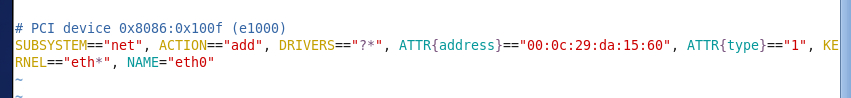 # PCI device 0x8086:0x100f (e1000)
SUBSYSTEM=="net", ACTION=="add", DRIVERS=="?*", ATTR{address}=="00:0c:29:da:15:60", ATTR{type}=="1", KE
RNEL=="eth*", NAME="eth0"
~
~